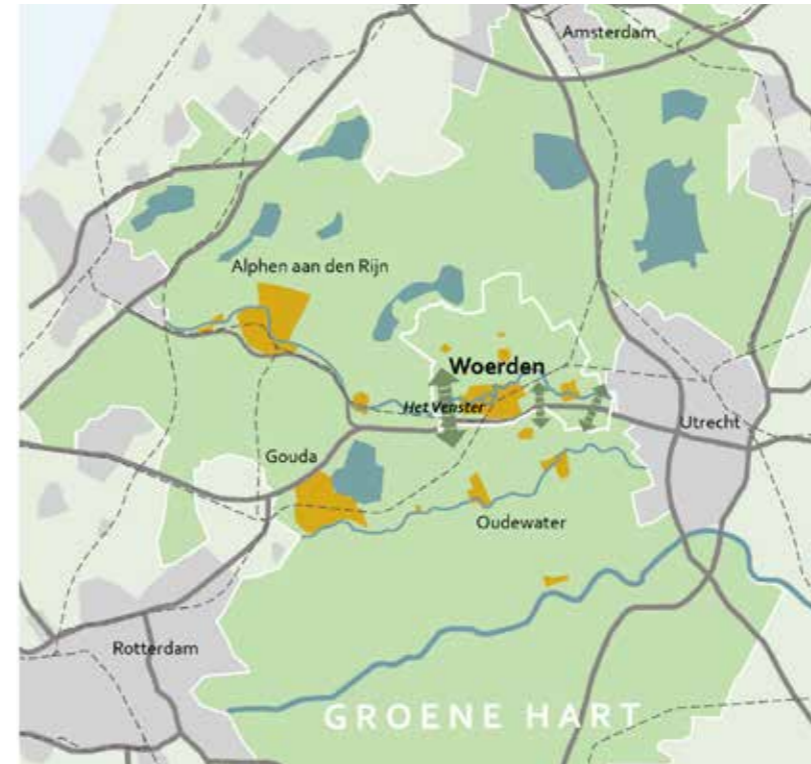 Amsterdam
Alphen aan den Rijn
Woerden
Het Venster
Utrecht
Gouda
Oudewater
Rotterdam
GROENE HART